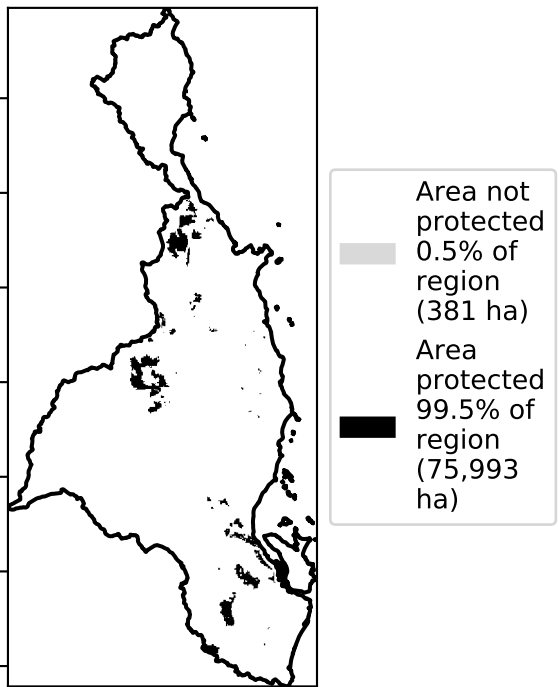 Area not
protected
0.5% of
region
(381 ha)
Area
protected
99.5% of
region
(75,993
ha)